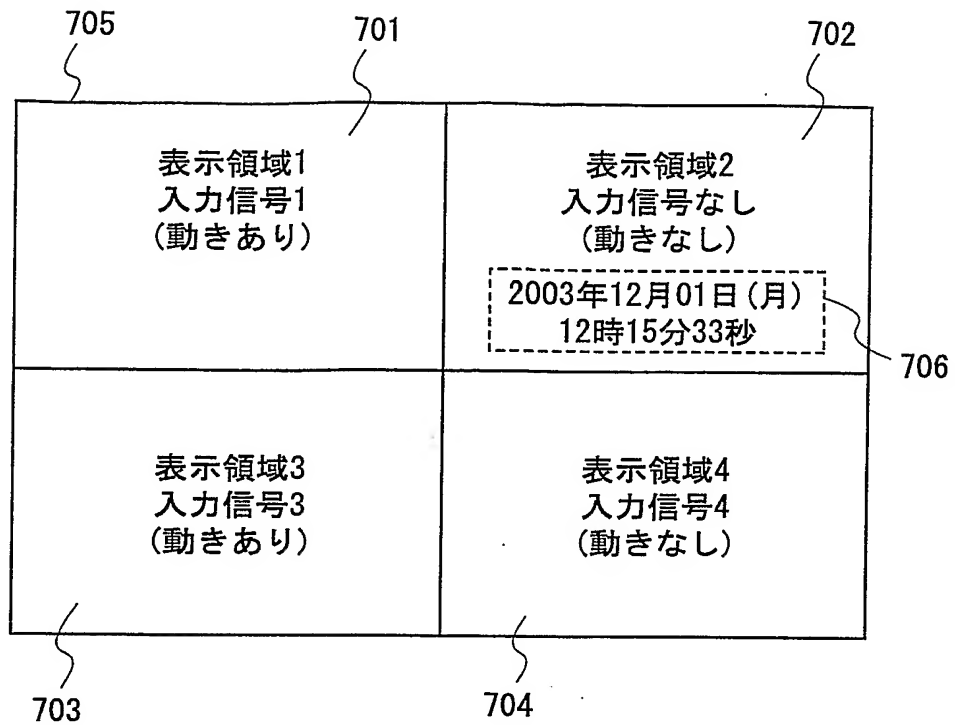 705
701
702
表示領域1
入力信号1
(動きあり)
表示領域2
入力信号なし
(動きなし)
2003年12月01日(月)
12時15分33秒
706
表示領域3
入力信号3
(動きあり)
表示領域4
入力信号4
(動きなし)
703
704